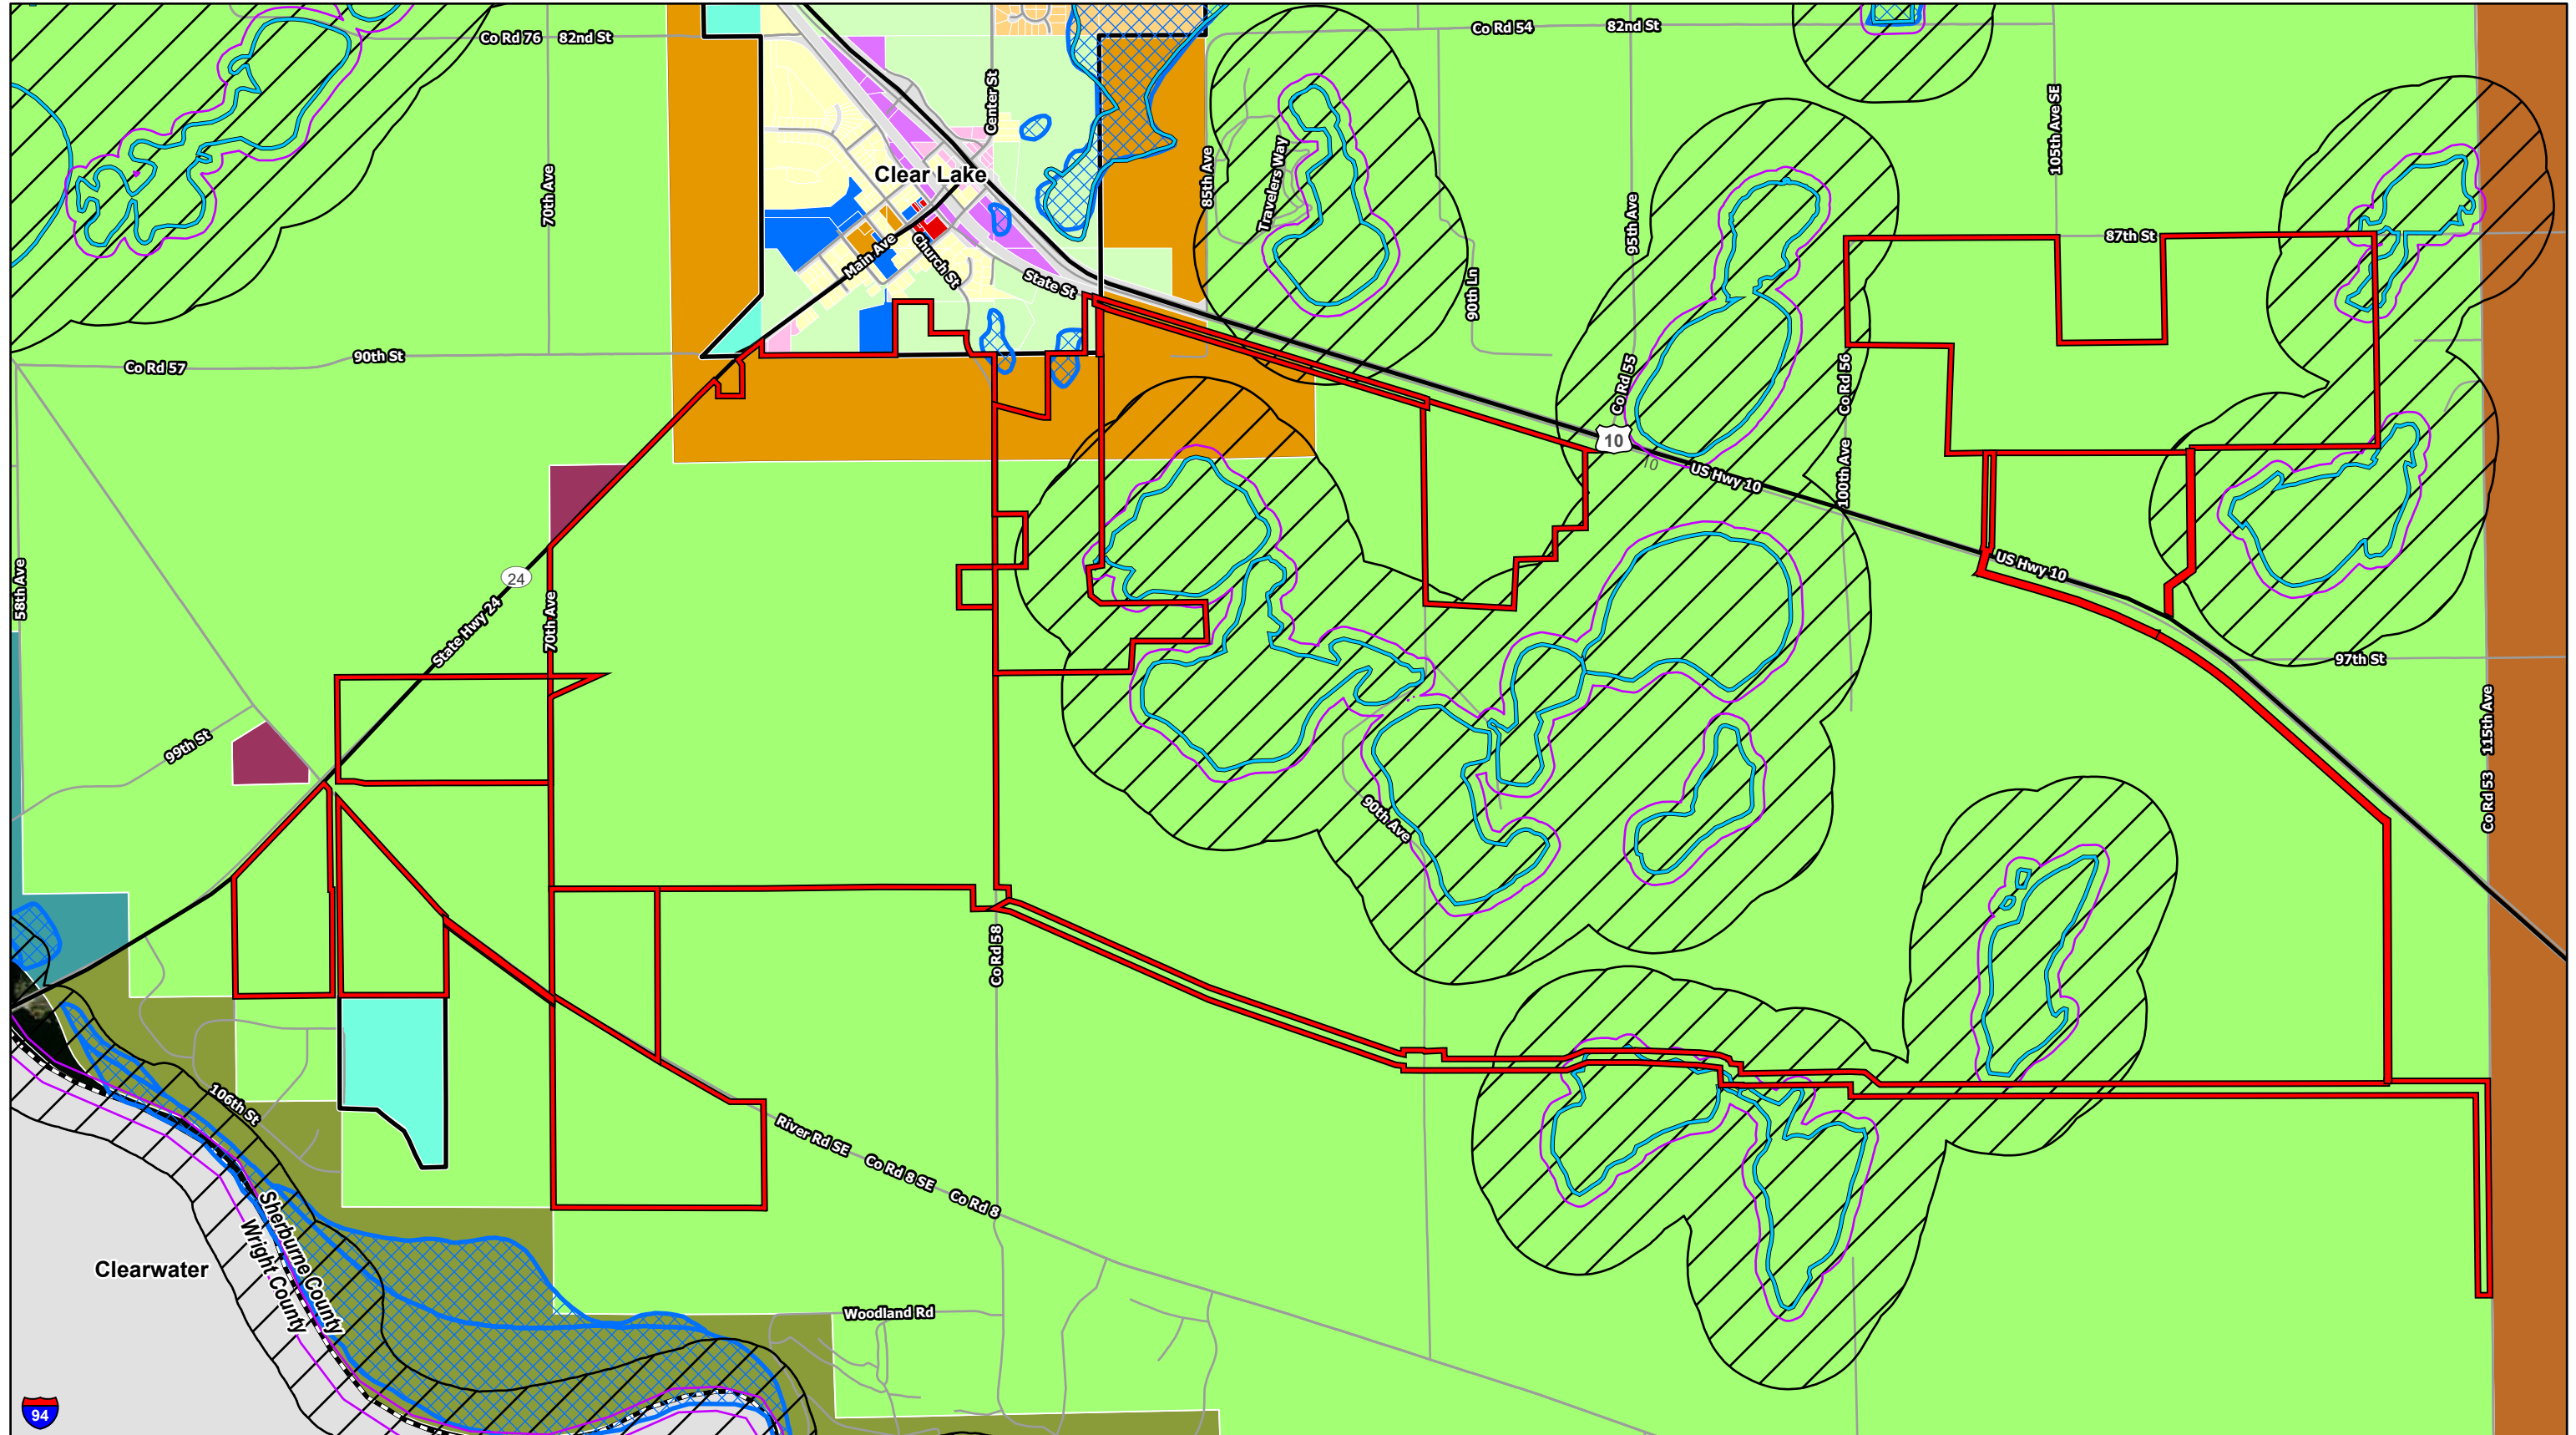 Co Rd 76 82nd St
Co Rd 54 82nd St
Center St
105th Ave SE
Clear Lake
85th Ave
Travelers Way
70th Ave
95th Ave
87th St
Main Ave
Church St
State St
90th Ln
Co Rd 57 90th St
Co Rd 55
Co Rd 56
10
10
US Hwy 10
100th Ave
58th Ave
24
State Hwy 24
70th Ave
US Hwy 10
97th St
99th St
115th Ave
Co Rd 53
90th Ave
Co Rd 58
106th St
River Rd SE Co Rd 8 SE Co Rd 8
Sherburne County
Wright County
Clearwater
Woodland Rd
94